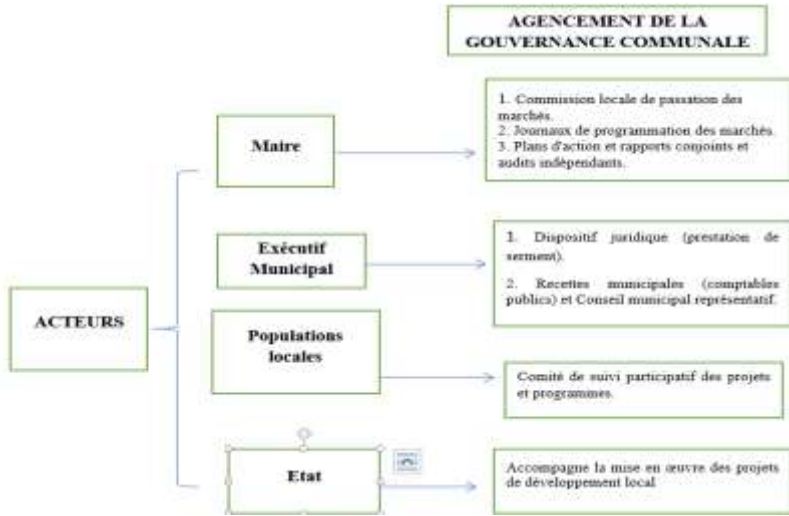 AGENCEMENT DE LA
GOUVERNANCE COMMUNALE
ACTEURS
Maire
1. Commission locale de passation des
marchés.
2. Journaux de programmation des marchés.
3. Plans d'action et rapports conjoints et
audits indépendants.
Exécutif
Municipal
1. Dispositif juridique (prestation de
serment).
2. Recettes municipales (comptables
publics) et Conseil municipal représentatif.
Populations
locales
Comité de suivi participatif des projets
et programmes.
Etat
Accompagne la mise en œuvre des projets
de développement local